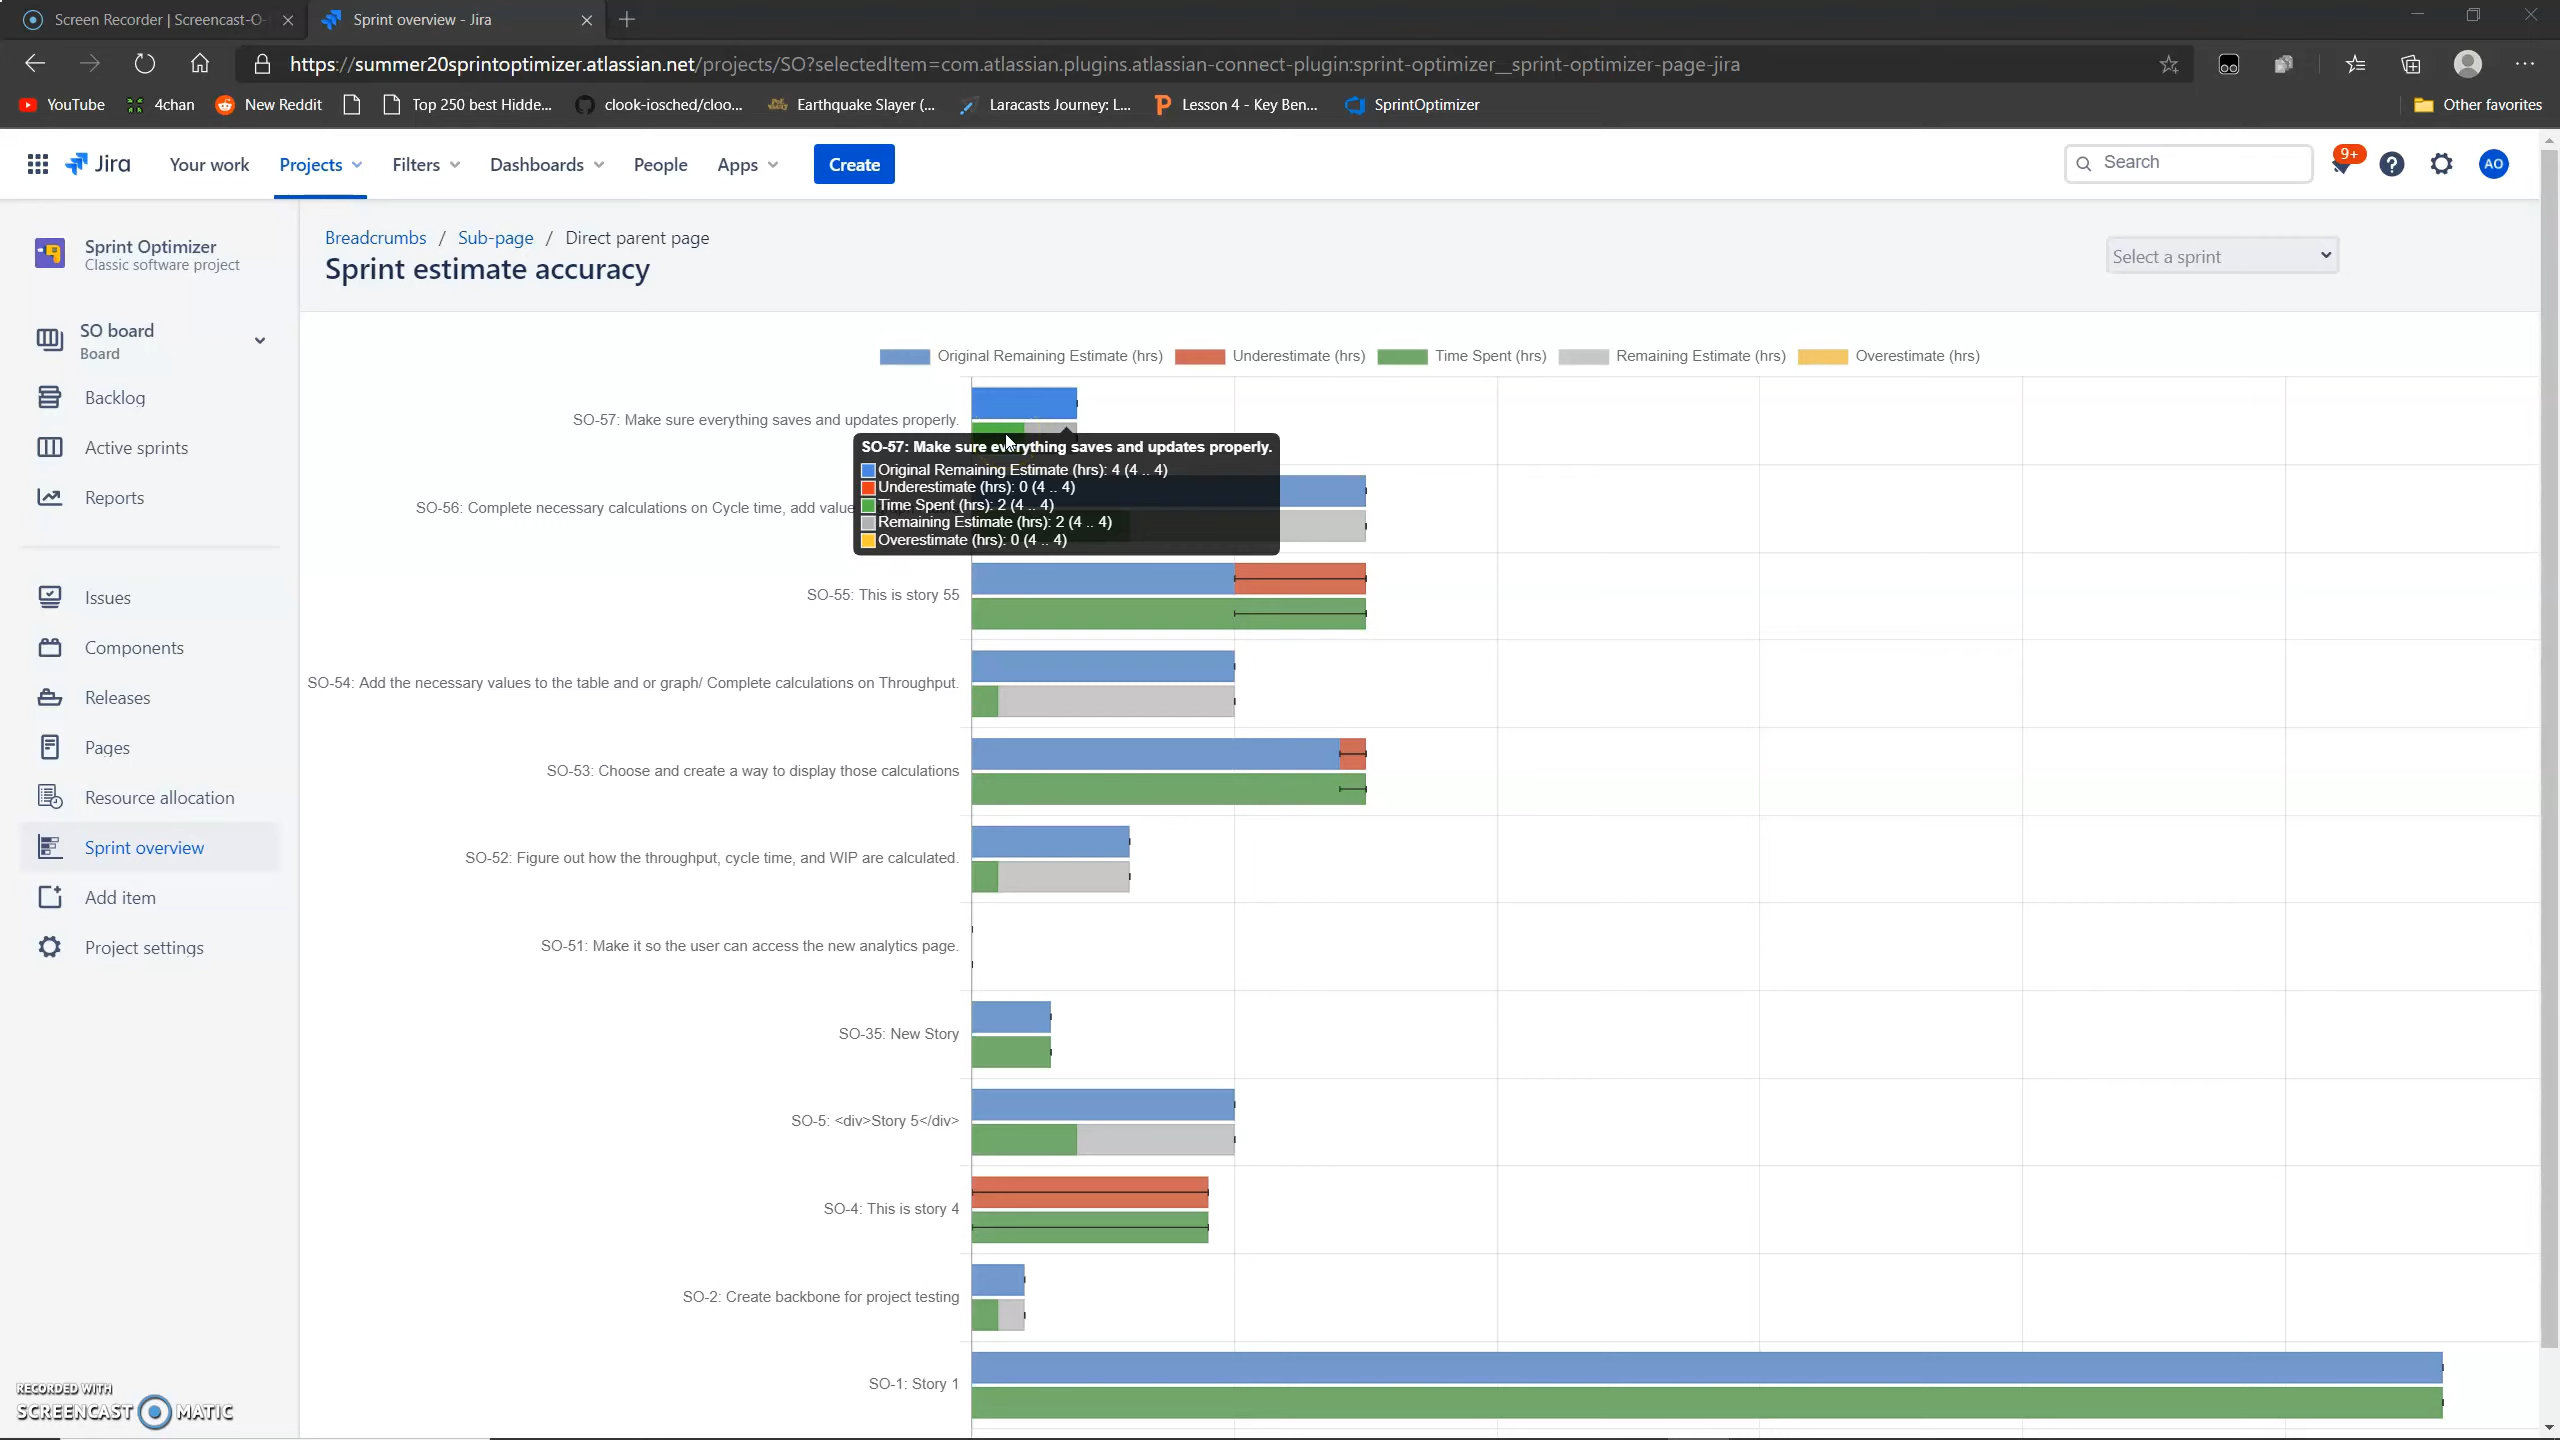 Screen Recorder | Screencast-O-
Sprint overview - Jira
https://summer20sprintoptimizer.atlassian.net/projects/SO?selectedItem=com.atlassian.plugins.atlassian-connect-plugin:sprint-optimizer__sprint-optimizer-page-jira
YouTube
4chan
New Reddit
Top 250 best Hidde...
clook-iosched/cloo...
Earthquake Slayer (...
Laracasts Journey: L...
Lesson 4 - Key Ben...
SprintOptimizer
Other favorites
Jira
Your work
Projects
Filters
Dashboards
People
Apps
Create
Search
9+
AO
Sprint Optimizer
Classic software project
SO board
Board
Backlog
Active sprints
Reports
Issues
Components
Releases
Pages
Resource allocation
Sprint overview
Add item
Project settings
Breadcrumbs / Sub-page / Direct parent page
Sprint estimate accuracy
Select a sprint
Original Remaining Estimate (hrs)
Underestimate (hrs)
Time Spent (hrs)
Remaining Estimate (hrs)
Overestimate (hrs)
SO-57: Make sure everything saves and updates properly.
SO-57: Make sure everything saves and updates properly.
Original Remaining Estimate (hrs): 4 (4 .. 4)
Underestimate (hrs): 0 (4 .. 4)
Time Spent (hrs): 2 (4 .. 4)
Remaining Estimate (hrs): 2 (4 .. 4)
Overestimate (hrs): 0 (4 .. 4)
SO-56: Complete necessary calculations on Cycle time, add value
SO-55: This is story 55
SO-54: Add the necessary values to the table and or graph/ Complete calculations on Throughput.
SO-53: Choose and create a way to display those calculations
SO-52: Figure out how the throughput, cycle time, and WIP are calculated.
SO-51: Make it so the user can access the new analytics page.
SO-35: New Story
SO-5: <div>Story 5</div>
SO-4: This is story 4
SO-2: Create backbone for project testing
SO-1: Story 1
RECORDED WITH
SCREENCAST MATIC